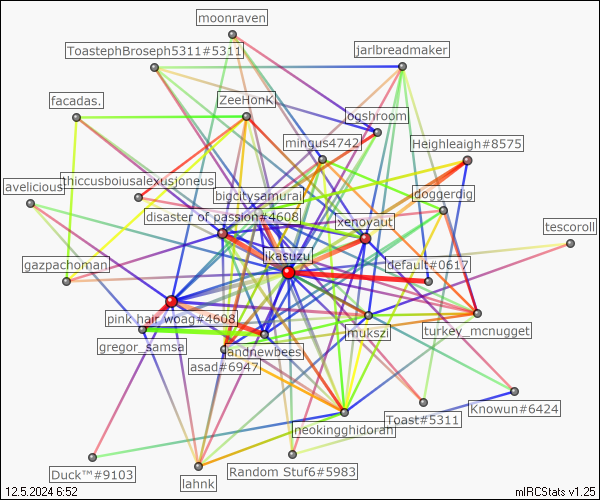 moonraven
ToastephBroseph5311#5311
jarlbreadmaker
facadas.
ZeeHonK
ogshroom
mingus4742
Heighleagh#8575
thiccusboiusalexusjoneus
avelicious
bigcitysamurai
doggerdig
disaster of passion#4608
xenoyaut
tescoroll
ikasuzu
gazpachoman.
default#0617
pink hair woag#4608
mukszi
turkey_mcnugget
gregor_samsa
andnewbees
asad#6947
neokingghidorah
Toast#5311
Knowun#6424
Duck™#9103
lahnk
Random Stuf6#5983
12.5.2024 6:52
mIRCStats v1.25